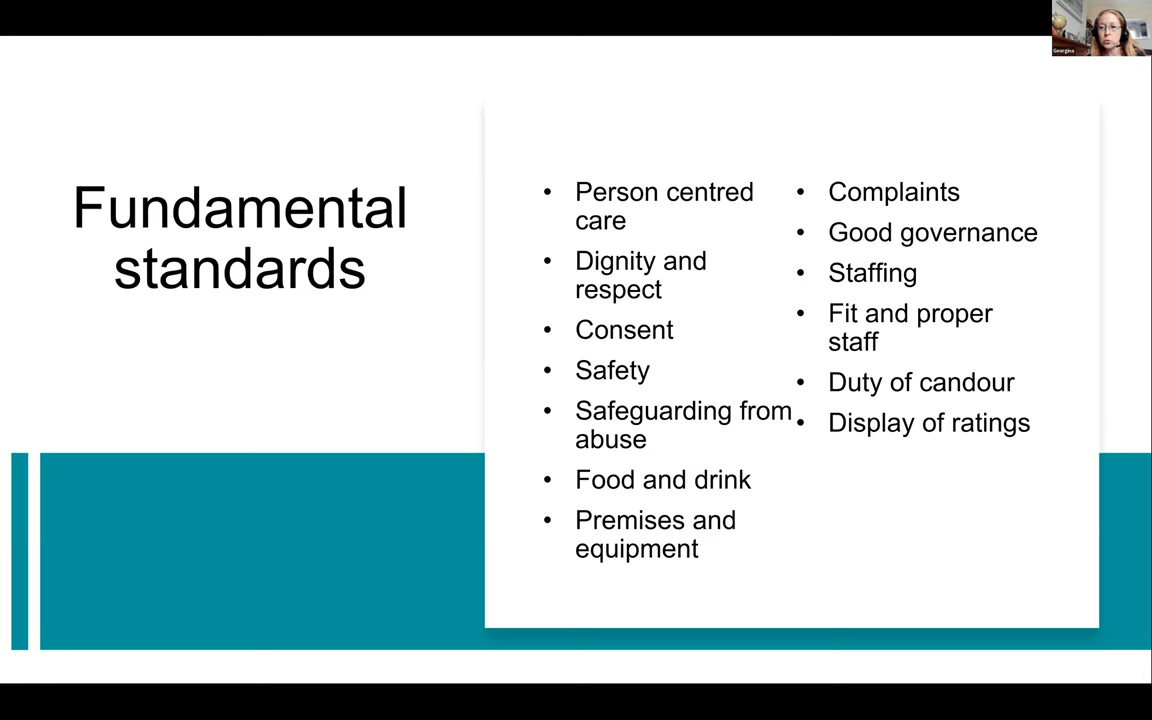 Georgina
Fundamental
standards
• Person centred
care
• Dignity and
respect
• Consent
• Safety
• Safeguarding from
abuse
• Food and drink
• Premises and
equipment
• Complaints
• Good governance
• Staffing
• Fit and proper
staff
• Duty of candour
• Display of ratings